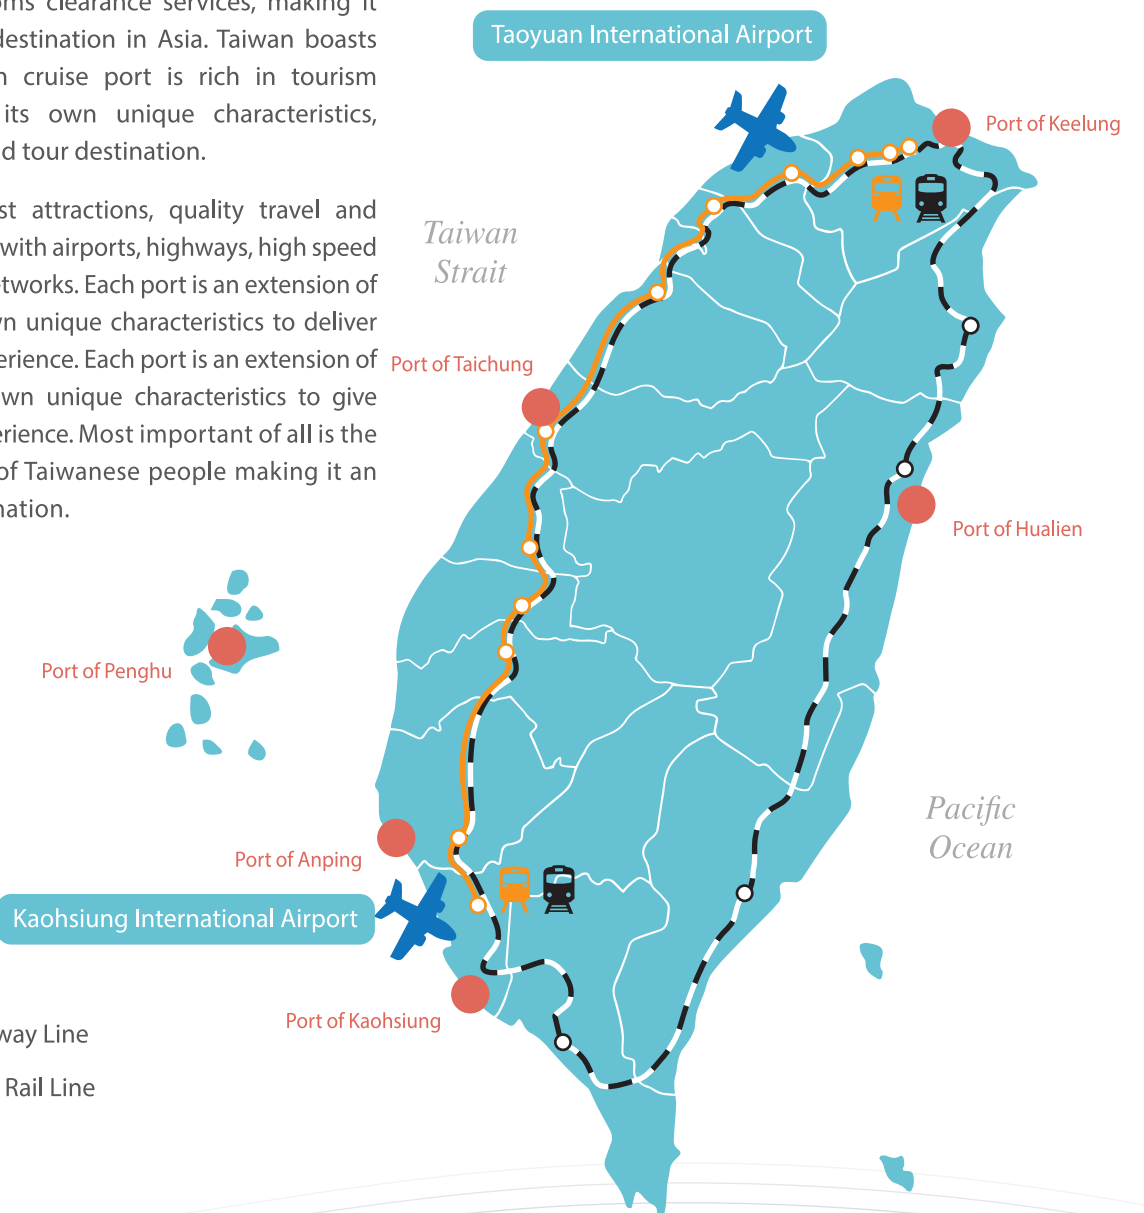 oms clearance services, making it
destination in Asia. Taiwan boasts
cruise port is rich in tourism
its own unique characteristics,
d tour destination.
st attractions, quality travel and
with airports, highways, high speed
tworks. Each port is an extension of
n unique characteristics to deliver
erience. Each port is an extension of
wn unique characteristics to give
erience. Most important of all is the
of Taiwanese people making it an
nation.
Taoyuan International Airport
Port of Keelung
Taiwan
Strait
Port of Taichung
Port of Hualien
Port of Penghu
Pacific
Ocean
Port of Anping
Kaohsiung International Airport
Port of Kaohsiung
way Line
Rail Line